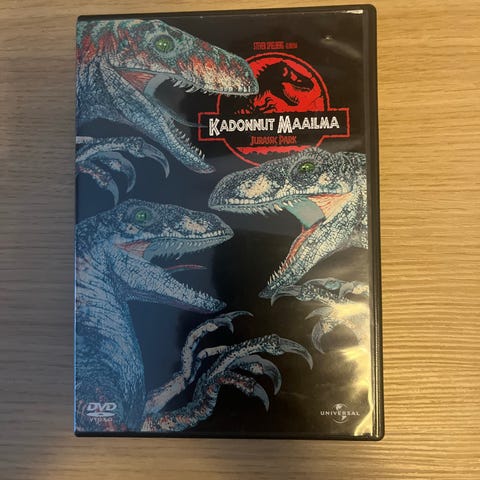 STEVEN SPIELBERG
KADONNUT MAAILMA
JURASSIC PARK
DVD
VIDEO
UNIVERSAL